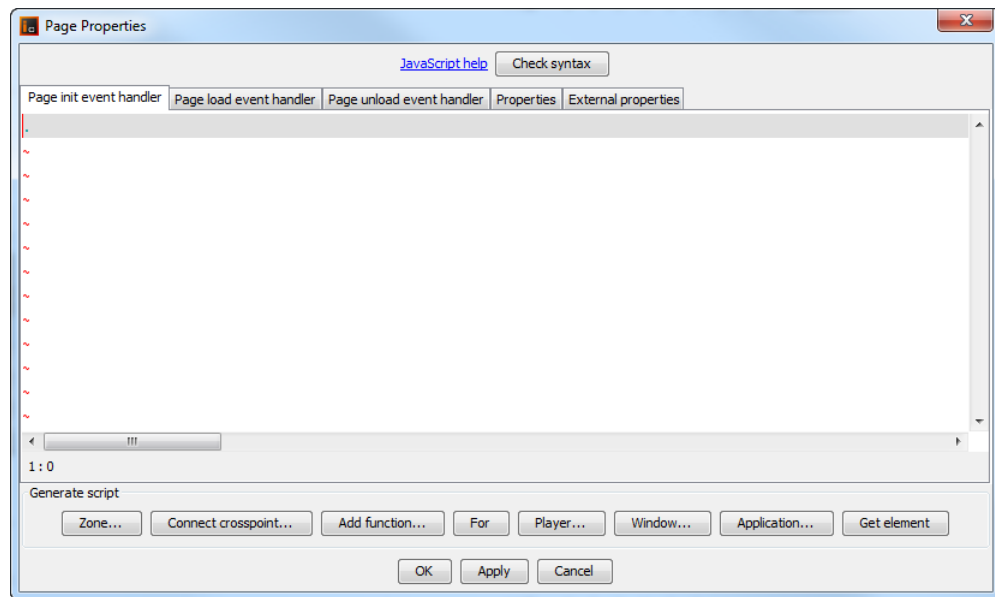 Page Properties
JavaScript help Check syntax
Page init event handler Page load event handler Page unload event handler Properties External properties
.
~
~
~
~
~
~
~
~
~
~
~
~
1 : 0
Generate script
Zone... Connect crosspoint... Add function... For Player... Window... Application... Get element
OK Apply Cancel